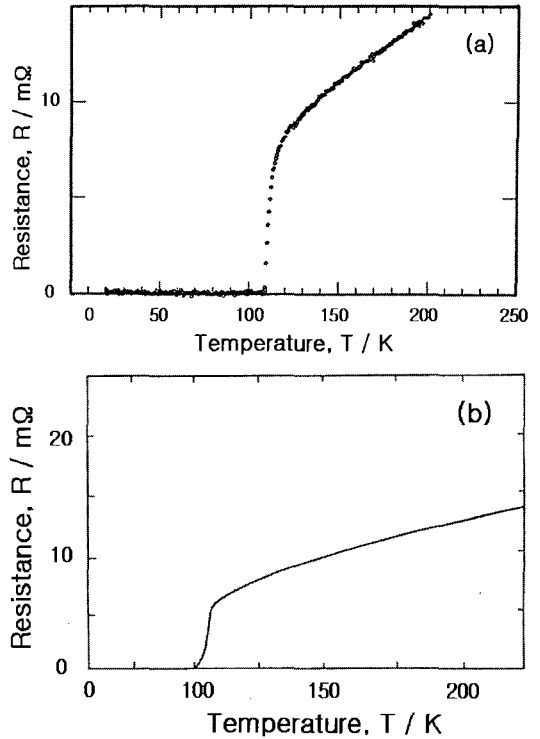 (a)
Resistance, R / mΩ
10
0
0 50 100 150 200 250
Temperature, T / K
(b)
Resistance, R / mΩ
20
10
0
0 100 150 200
Temperature, T / K